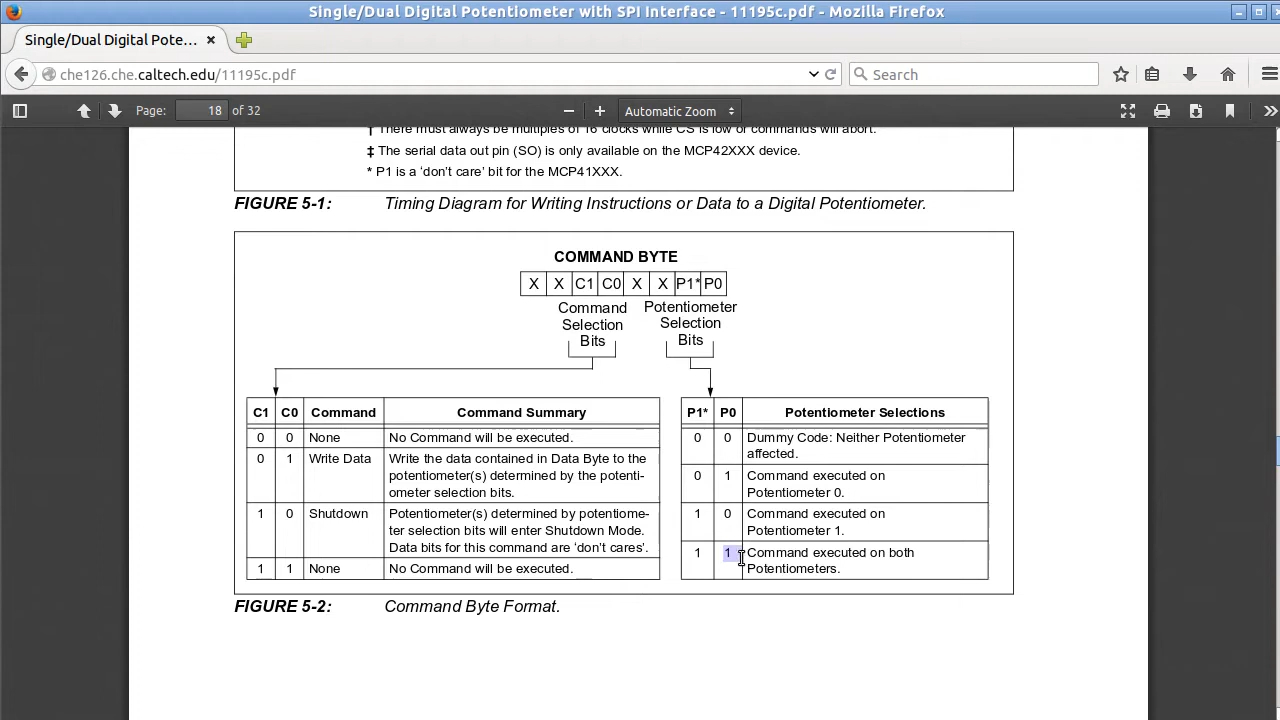 Single/Dual Digital Potentiometer with SPI Interface - 11195c.pdf - Mozilla Firefox
Single/Dual Digital Pote...
che126.che.caltech.edu/11195c.pdf
Search
Page: 18 of 32
Automatic Zoom
† There must always be multiples of 16 clocks while CS is low or commands will abort.
‡ The serial data out pin (SO) is only available on the MCP42XXX device.
* P1 is a ‘don’t care’ bit for the MCP41XXX.
FIGURE 5-1: Timing Diagram for Writing Instructions or Data to a Digital Potentiometer.
COMMAND BYTE
X X C1 C0 X X P1* P0
Command
Selection
Bits
Potentiometer
Selection
Bits
C1 C0 Command Command Summary
0 0 None No Command will be executed.
0 1 Write Data Write the data contained in Data Byte to the
potentiometer(s) determined by the potenti-
ometer selection bits.
1 0 Shutdown Potentiometer(s) determined by potentiome-
ter selection bits will enter Shutdown Mode.
Data bits for this command are ‘don’t cares’.
1 1 None No Command will be executed.
P1* P0 Potentiometer Selections
0 0 Dummy Code: Neither Potentiometer
affected.
0 1 Command executed on
Potentiometer 0.
1 0 Command executed on
Potentiometer 1.
1 1 Command executed on both
Potentiometers.
FIGURE 5-2: Command Byte Format.